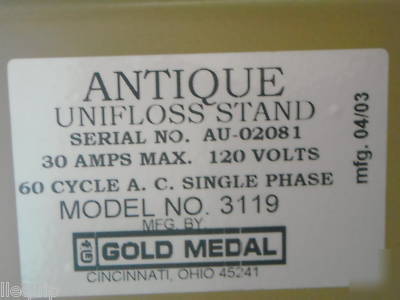 ANTIQUE
UNIFLOSS STAND
SERIAL NO. AU-02081
30 AMPS MAX. 120 VOLTS
60 CYCLE A. C. SINGLE PHASE
MODEL NO. 3119
MFG. BY
GOLD MEDAL
CINCINNATI, OHIO 45241
mfg. 04/03
llequip